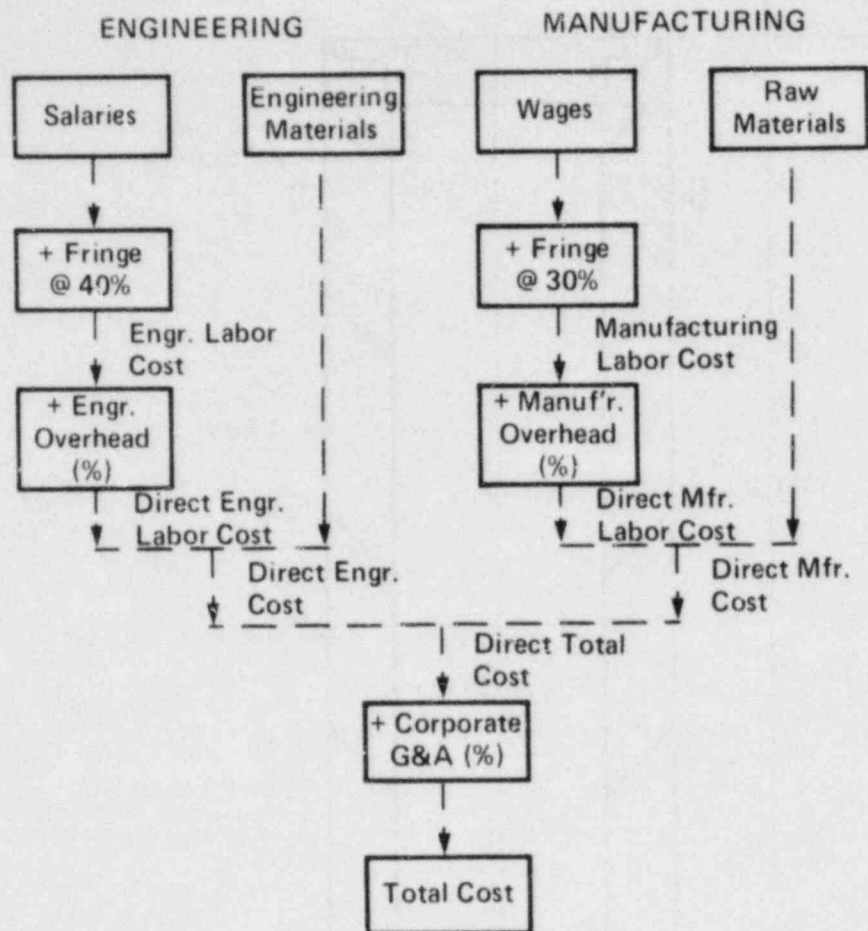 ENGINEERING
MANUFACTURING
Salaries
Engineering
Materials
Wages
Raw
Materials
+ Fringe
@ 40%
+ Fringe
@ 30%
Engr. Labor
Cost
Manufacturing
Labor Cost
+ Engr.
Overhead
(%)
+ Manuf'r.
Overhead
(%)
Direct Engr.
Labor Cost
Direct Mfr.
Labor Cost
Direct Engr.
Cost
Direct Mfr.
Cost
Direct Total
Cost
+ Corporate
G&A (%)
Total Cost